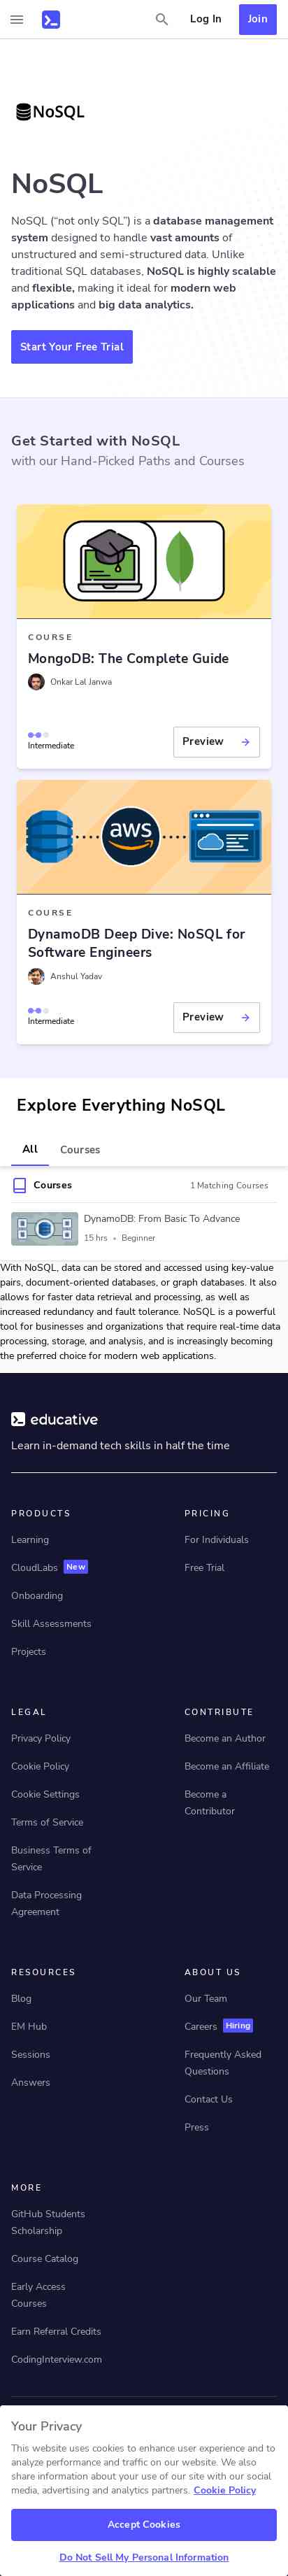 Log In
Join
NoSQL
NoSQL
NoSQL (“not only SQL”) is a database management
system designed to handle vast amounts of
unstructured and semi-structured data. Unlike
traditional SQL databases, NoSQL is highly scalable
and flexible, making it ideal for modern web
applications and big data analytics.
Start Your Free Trial
Get Started with NoSQL
with our Hand-Picked Paths and Courses
COURSE
MongoDB: The Complete Guide
Onkar Lal Janwa
Intermediate
Preview
aws
COURSE
DynamoDB Deep Dive: NoSQL for
Software Engineers
Anshul Yadav
Intermediate
Preview
Explore Everything NoSQL
All
Courses
Courses
1 Matching Courses
DynamoDB: From Basic To Advance
15 hrs • Beginner
With NoSQL, data can be stored and accessed using key-value
pairs, document-oriented databases, or graph databases. It also
allows for faster data retrieval and processing, as well as
increased redundancy and fault tolerance. NoSQL is a powerful
tool for businesses and organizations that require real-time data
processing, storage, and analysis, and is increasingly becoming
the preferred choice for modern web applications.
educative
Learn in-demand tech skills in half the time
PRODUCTS
Learning
CloudLabs New
Onboarding
Skill Assessments
Projects
PRICING
For Individuals
Free Trial
LEGAL
Privacy Policy
Cookie Policy
Cookie Settings
Terms of Service
Business Terms of
Service
Data Processing
Agreement
CONTRIBUTE
Become an Author
Become an Affiliate
Become a
Contributor
RESOURCES
Blog
EM Hub
Sessions
Answers
ABOUT US
Our Team
Careers Hiring
Frequently Asked
Questions
Contact Us
Press
MORE
GitHub Students
Scholarship
Course Catalog
Early Access
Courses
Earn Referral Credits
CodingInterview.com
Your Privacy
This website uses cookies to enhance user experience and to
analyze performance and traffic on our website. We also
share information about your use of our site with our social
media, advertising and analytics partners. Cookie Policy
Accept Cookies
Do Not Sell My Personal Information